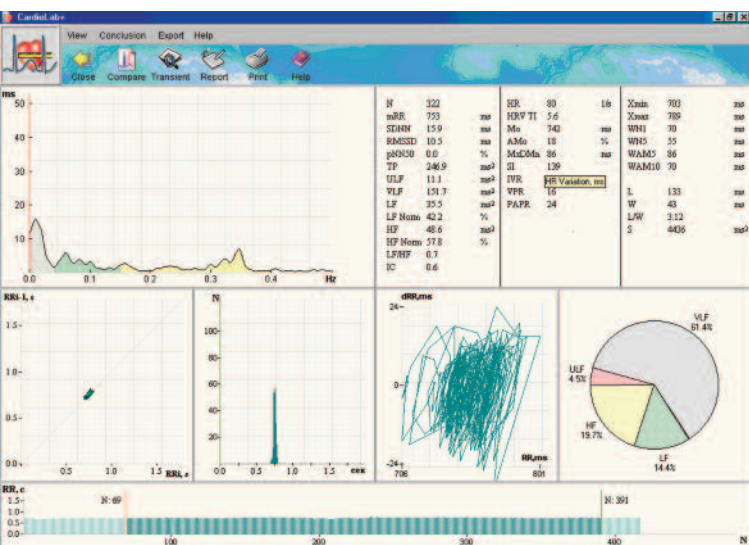 CardioLab+
View Conclusion Export Help
Close Compare Transient Report Print Help
ms
50
40
30
20
10
0.0 0.1 0.2 0.3 0.4 Hz
N 322
mRR 753 ms
SDNN 15.9 ms
RMSSD 10.5 ms
pNN50 0.0 %
TP 246.9 ms²
ULF 11.1 ms²
VLF 151.7 ms²
LF 35.5 ms²
LF Norm 42.2 %
HF 48.6 ms²
HF Norm 57.8 %
LF/HF 0.7
IC 0.6
HR 80
HRV TI 5.6
Mo 742 ms
AMo 18 %
MxDMn 86 ms
SI 139
IVR
HR Variation, ms
VPR 16
PAPR 24
Xmin 703 ms
Xmax 789 ms
WN1 70 ms
WN5 55 ms
WAM5 86 ms
WAM10 70 ms
L 133 ms
W 43 ms
L/W 3.12
S 4436 ms²
RRi-1, s
1.5
1.0
0.5
0.0
0.5 1.0 1.5 RRi, s
N
100
80
60
40
20
0.0 0.5 1.0 1.5 сек
dRR,ms
24
0
-24
RR,ms
706 801
VLF
61.4%
ULF
4.5%
HF
19.7%
LF
14.4%
RR, c
1.5
1.0
0.5
0.0
N: 69
N: 391
100 200 300 400 N